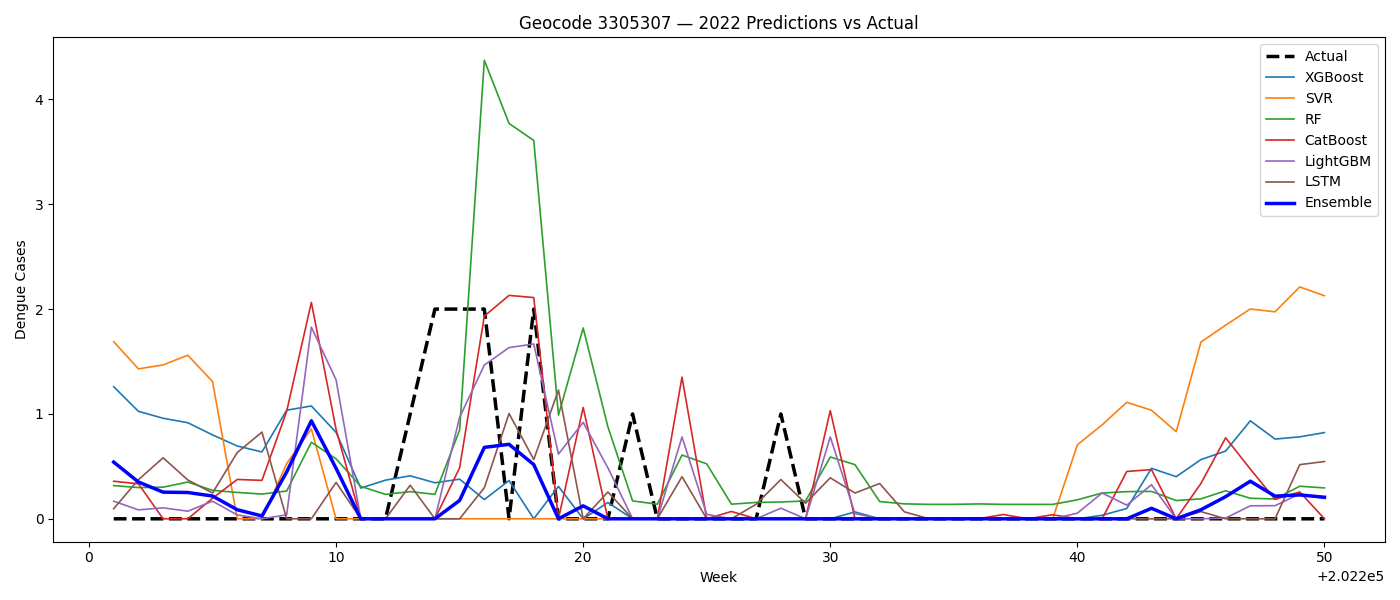 Geocode 3305307 — 2022 Predictions vs Actual
Dengue Cases
4
3
2
1
0
0 10 20 30 40 50
+2.022e5
Week
Actual
XGBoost
SVR
RF
CatBoost
LightGBM
LSTM
Ensemble